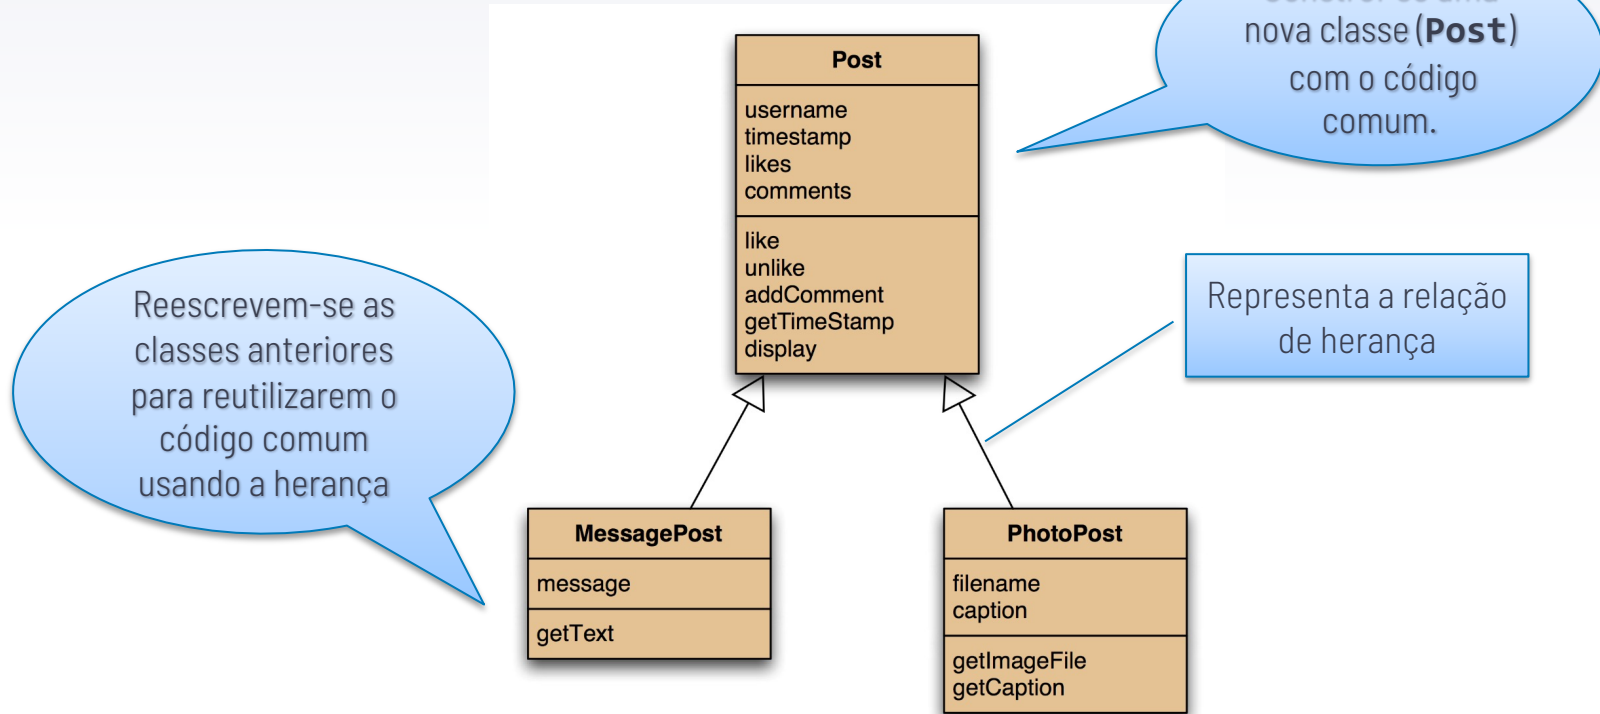 nova classe (Post)
com o código
comum.
Post
username
timestamp
likes
comments
like
unlike
addComment
getTimeStamp
display
Representa a relação
de herança
Reescrevem-se as
classes anteriores
para reutilizarem o
código comum
usando a herança
MessagePost
message
getText
PhotoPost
filename
caption
getImageFile
getCaption